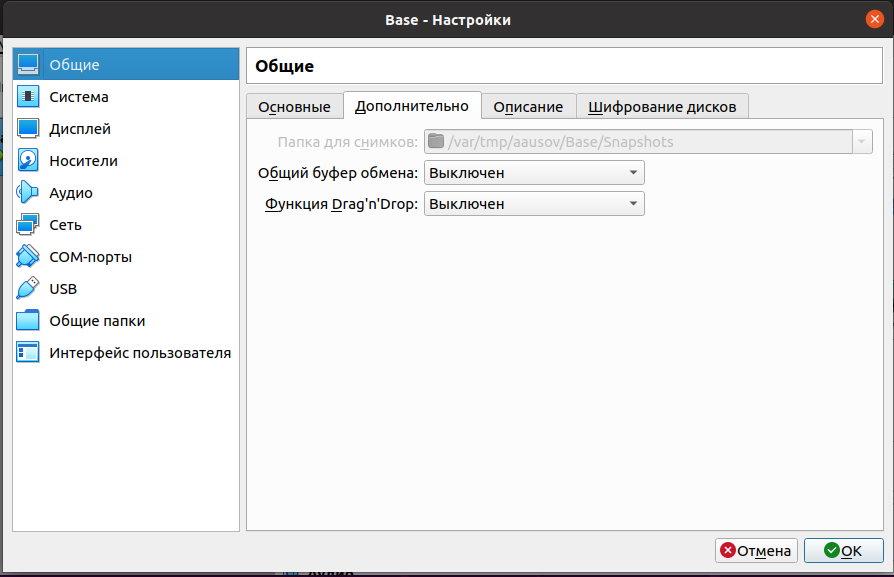 Base - Настройки
Общие
Система
Дисплей
Носители
Аудио
Сеть
COM-порты
USB
Общие папки
Интерфейс пользователя
Общие
Основные Дополнительно Описание Шифрование дисков
Папка для снимков: /var/tmp/aausov/Base/Snapshots
Общий буфер обмена: Выключен
Функция Drag'n'Drop: Выключен
Отмена OK